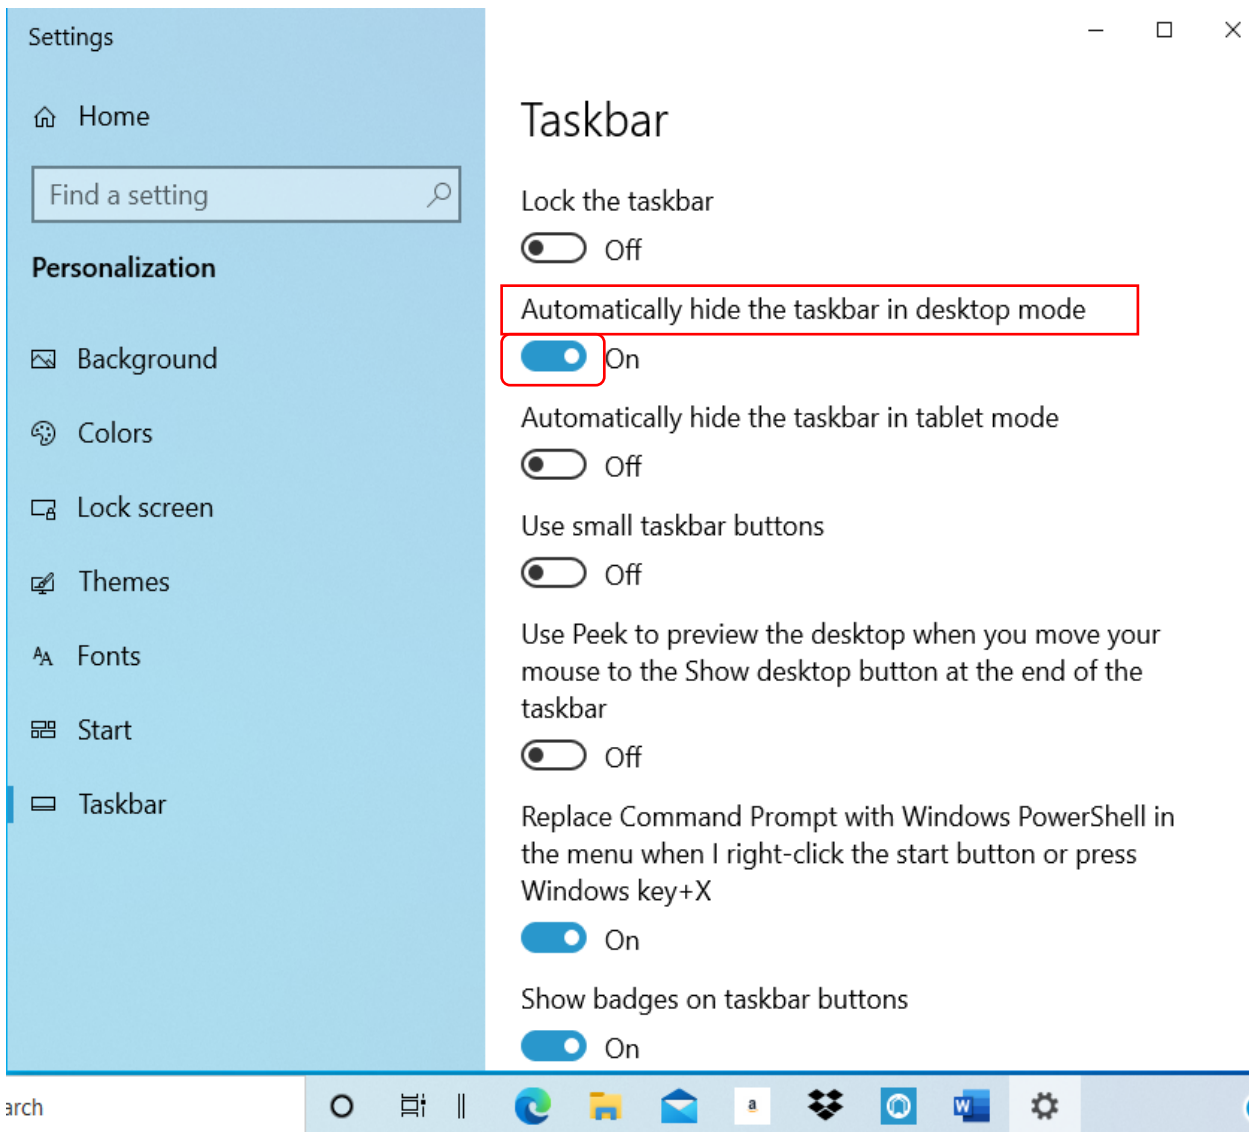 Settings
Home
Find a setting
Personalization
Background
Colors
Lock screen
Themes
Fonts
Start
Taskbar
Taskbar
Lock the taskbar
Off
Automatically hide the taskbar in desktop mode
On
Automatically hide the taskbar in tablet mode
Off
Use small taskbar buttons
Off
Use Peek to preview the desktop when you move your
mouse to the Show desktop button at the end of the
taskbar
Off
Replace Command Prompt with Windows PowerShell in
the menu when I right-click the start button or press
Windows key+X
On
Show badges on taskbar buttons
On
arch
a
W